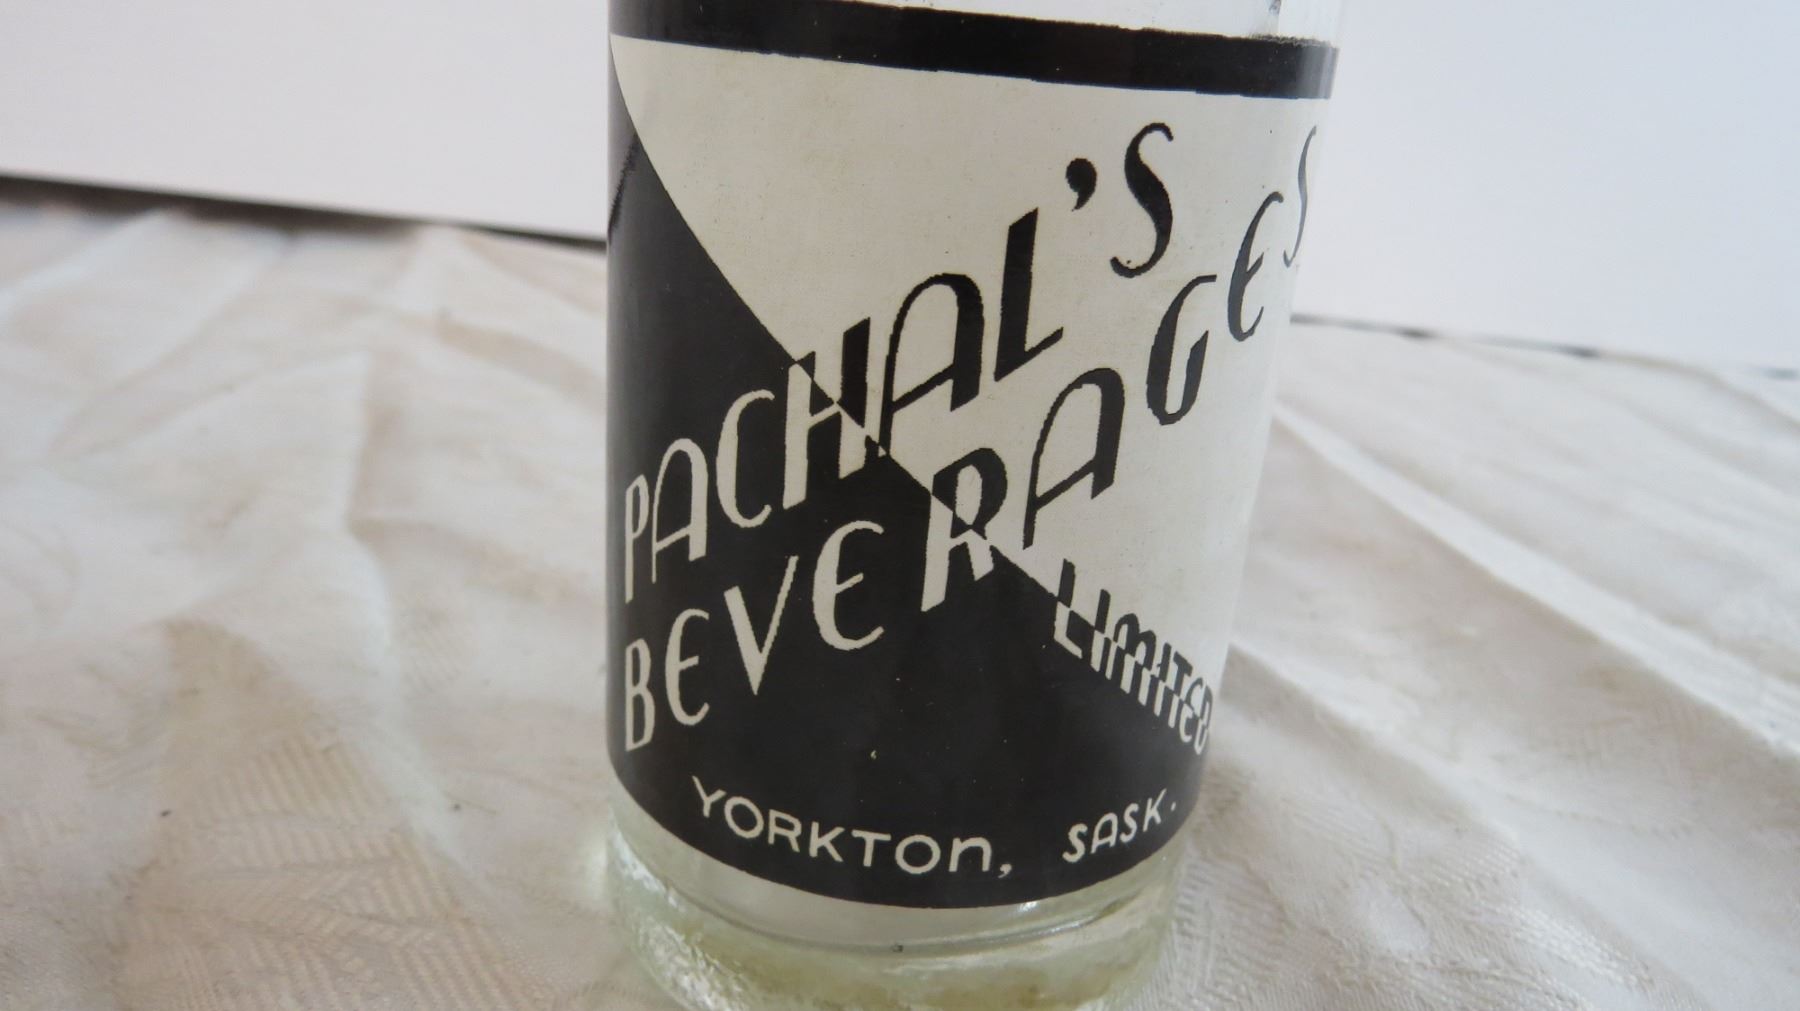 PACHAL'S
BEVERAGES
LIMITED
YORKTON, SASK.